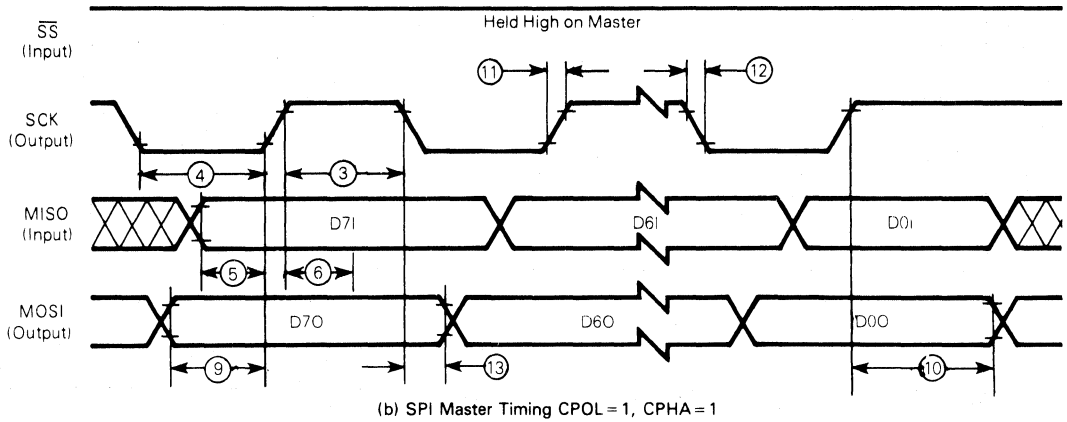 SS
(Input)
Held High on Master
11
12
SCK
(Output)
4
3
MISO
(Input)
D7I
D6I
D0I
5
6
MOSI
(Output)
D7O
D6O
D0O
9
13
10
(b) SPI Master Timing CPOL = 1, CPHA = 1